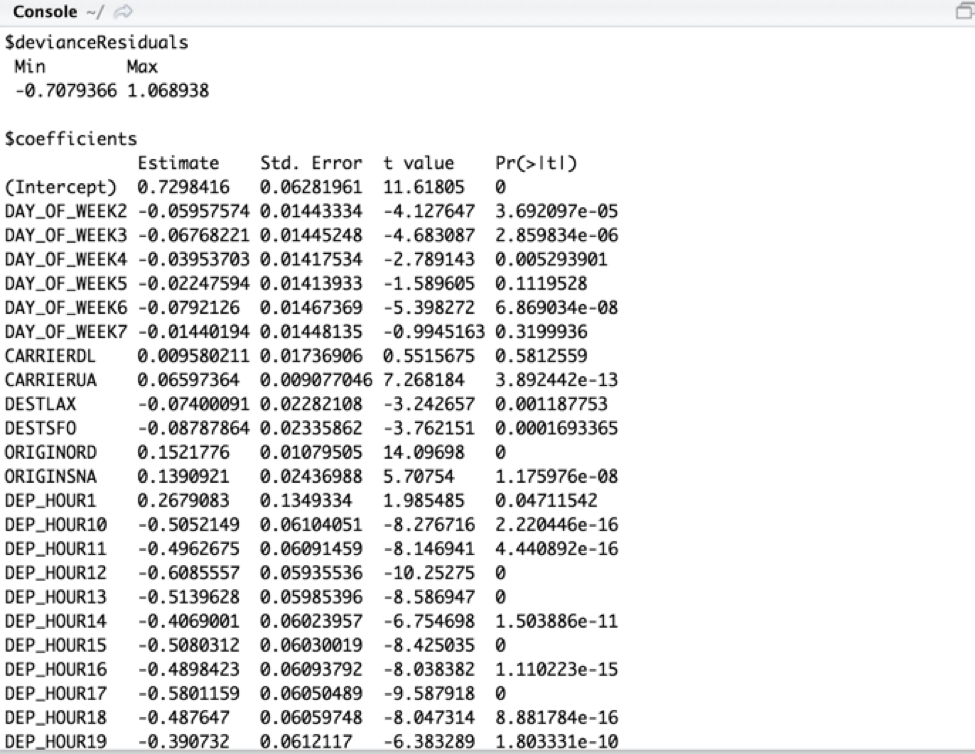 Console ~/
$devianceResiduals
Min Max
-0.7079366 1.068938
$coefficients
Estimate Std. Error t value Pr(>|t|)
(Intercept) 0.7298416 0.06281961 11.61805 0
DAY_OF_WEEK2 -0.05957574 0.01443334 -4.127647 3.692097e-05
DAY_OF_WEEK3 -0.06768221 0.01445248 -4.683087 2.859834e-06
DAY_OF_WEEK4 -0.03953703 0.01417534 -2.789143 0.005293901
DAY_OF_WEEK5 -0.02247594 0.01413933 -1.589605 0.1119528
DAY_OF_WEEK6 -0.0792126 0.01467369 -5.398272 6.869034e-08
DAY_OF_WEEK7 -0.01440194 0.01448135 -0.9945163 0.3199936
CARRIERDL 0.009580211 0.01736906 0.5515675 0.5812559
CARRIERUA 0.06597364 0.009077046 7.268184 3.892442e-13
DESTLAX -0.07400091 0.02282108 -3.242657 0.001187753
DESTSFO -0.08787864 0.02335862 -3.762151 0.0001693365
ORIGINORD 0.1521776 0.01079505 14.09698 0
ORIGINSNA 0.1390921 0.02436988 5.70754 1.175976e-08
DEP_HOUR1 0.2679083 0.1349334 1.985485 0.04711542
DEP_HOUR10 -0.5052149 0.06104051 -8.276716 2.220446e-16
DEP_HOUR11 -0.4962675 0.06091459 -8.146941 4.440892e-16
DEP_HOUR12 -0.6085557 0.05935536 -10.25275 0
DEP_HOUR13 -0.5139628 0.05985396 -8.586947 0
DEP_HOUR14 -0.4069001 0.06023957 -6.754698 1.503886e-11
DEP_HOUR15 -0.5080312 0.06030019 -8.425035 0
DEP_HOUR16 -0.4898423 0.06093792 -8.038382 1.110223e-15
DEP_HOUR17 -0.5801159 0.06050489 -9.587918 0
DEP_HOUR18 -0.487647 0.06059748 -8.047314 8.881784e-16
DEP_HOUR19 -0.390732 0.0612117 -6.383289 1.803331e-10